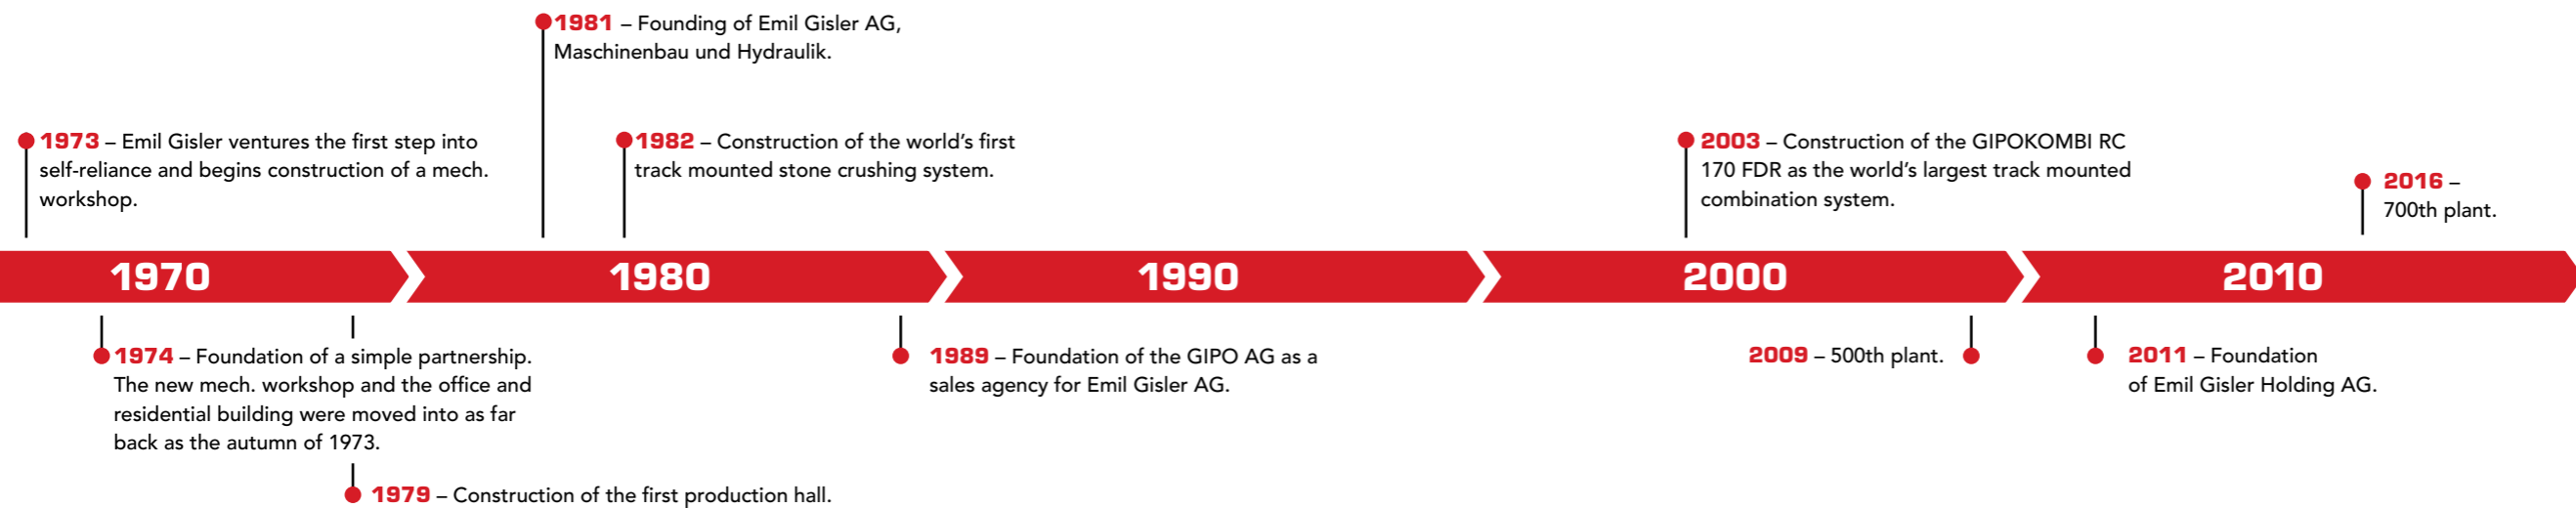 1981 – Founding of Emil Gisler AG,
Maschinenbau und Hydraulik.
1973 – Emil Gisler ventures the first step into
self-reliance and begins construction of a mech.
workshop.
1982 – Construction of the world’s first
track mounted stone crushing system.
2003 – Construction of the GIPOKOMBI RC
170 FDR as the world’s largest track mounted
combination system.
2016 –
700th plant.
1970
1980
1990
2000
2010
1974 – Foundation of a simple partnership.
The new mech. workshop and the office and
residential building were moved into as far
back as the autumn of 1973.
1989 – Foundation of the GIPO AG as a
sales agency for Emil Gisler AG.
2009 – 500th plant.
2011 – Foundation
of Emil Gisler Holding AG.
1979 – Construction of the first production hall.